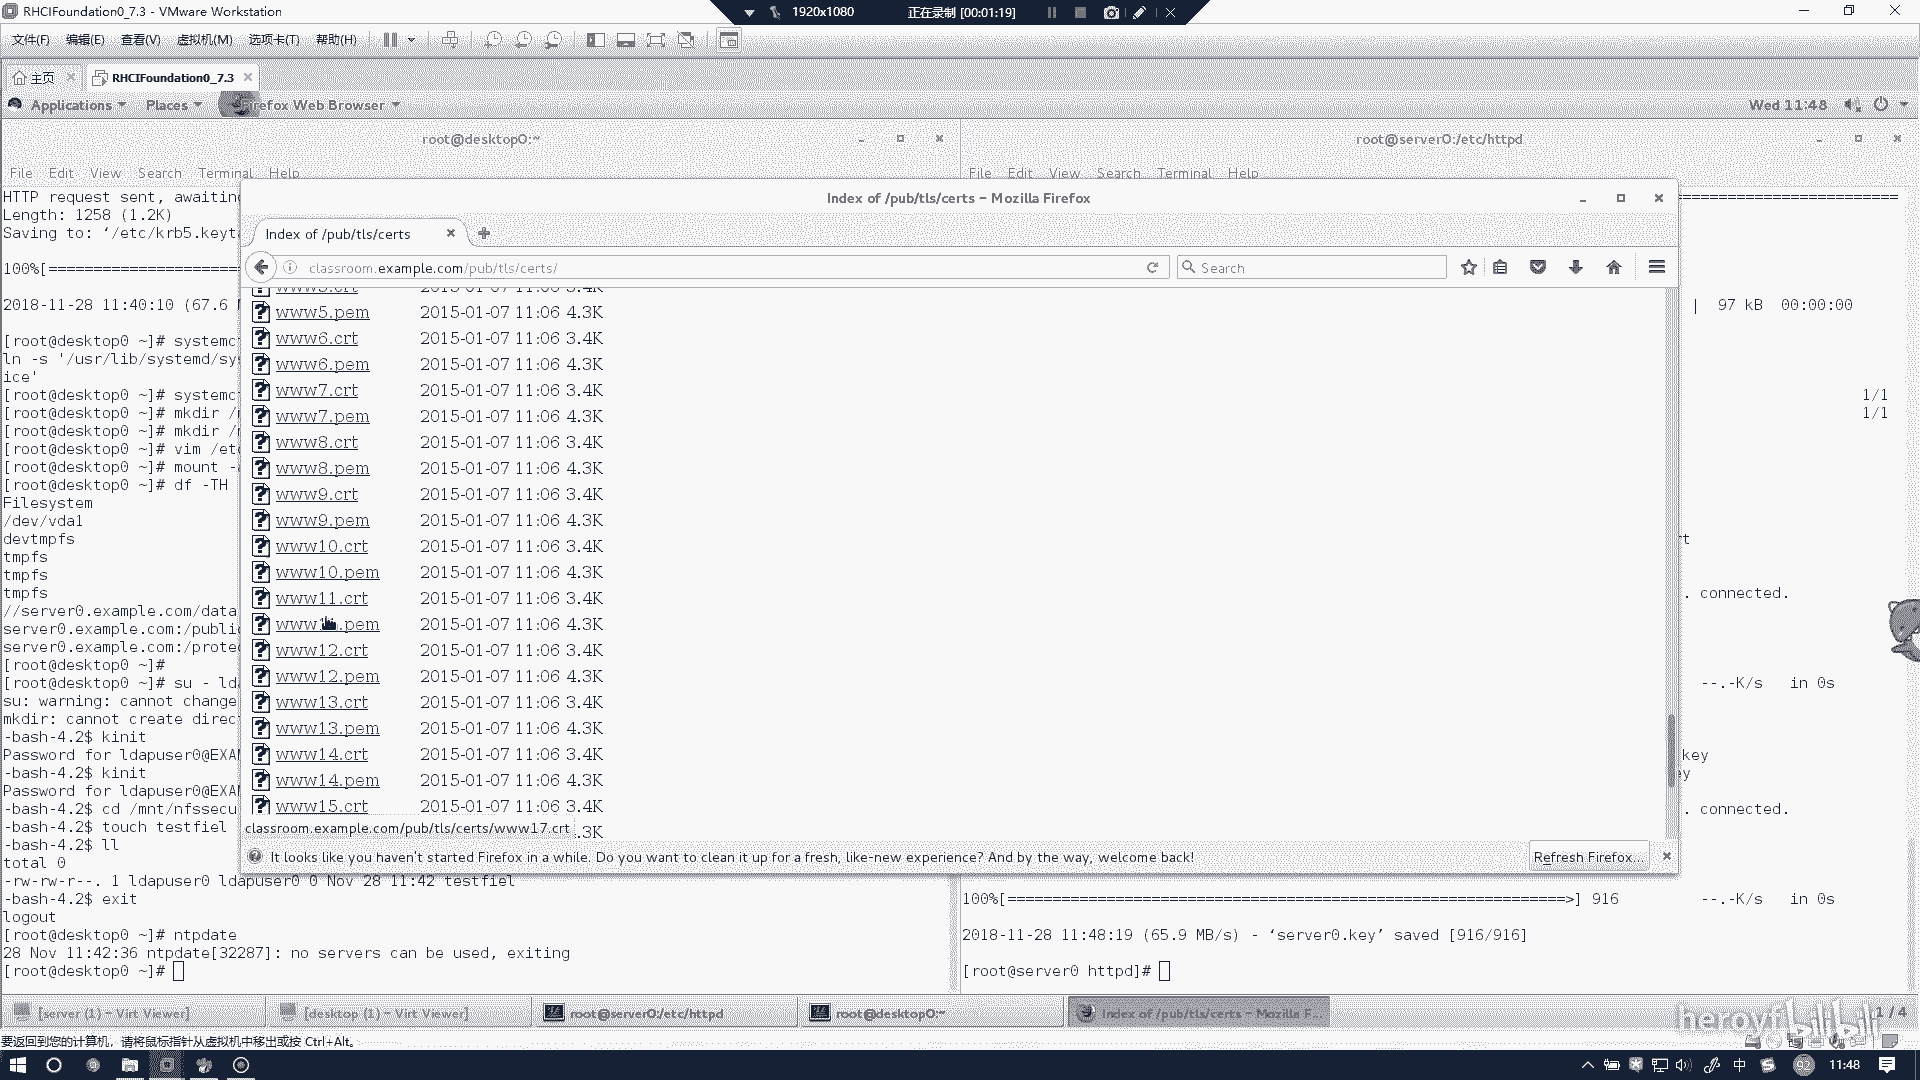 RHCIFoundation0_7.3 - VMware Workstation
1920x1080
正在录制 [00:01:19]
文件(F) 编辑(E) 查看(V) 虚拟机(M) 选项卡(T) 帮助(H)
主页
RHCIFoundation0_7.3
Applications Places Firefox Web Browser
Wed 11:48
root@desktop0:~
root@server0:/etc/httpd
File Edit View Search Terminal Help
File Edit View Search Terminal Help
HTTP request sent, awaiting
Length: 1258 (1.2K)
Saving to: ‘/etc/krb5.keyta
100%[======================
2018-11-28 11:40:10 (67.6
[root@desktop0 ~]# systemc
ln -s '/usr/lib/systemd/sy
ice'
[root@desktop0 ~]# systemc
[root@desktop0 ~]# mkdir /
[root@desktop0 ~]# mkdir /
[root@desktop0 ~]# vim /etc
[root@desktop0 ~]# mount -
[root@desktop0 ~]# df -TH
Filesystem
/dev/vda1
devtmpfs
tmpfs
tmpfs
tmpfs
//server0.example.com/data
server0.example.com:/public
server0.example.com:/protec
[root@desktop0 ~]#
[root@desktop0 ~]# su - lda
su: warning: cannot change
mkdir: cannot create direc
-bash-4.2$ kinit
Password for ldapuser0@EXA
-bash-4.2$ kinit
Password for ldapuser0@EXA
-bash-4.2$ cd /mnt/nfssecu
-bash-4.2$ touch testfiel
-bash-4.2$ ll
total 0
-rw-rw-r--. 1 ldapuser0 ldapuser0 0 Nov 28 11:42 testfiel
-bash-4.2$ exit
logout
[root@desktop0 ~]# ntpdate
28 Nov 11:42:36 ntpdate[32287]: no servers can be used, exiting
[root@desktop0 ~]#
Index of /pub/tls/certs - Mozilla Firefox
Index of /pub/tls/certs
classroom.example.com/pub/tls/certs/
Search
www5.crt 2015-01-07 11:06 3.4K
www5.pem 2015-01-07 11:06 4.3K
www6.crt 2015-01-07 11:06 3.4K
www6.pem 2015-01-07 11:06 4.3K
www7.crt 2015-01-07 11:06 3.4K
www7.pem 2015-01-07 11:06 4.3K
www8.crt 2015-01-07 11:06 3.4K
www8.pem 2015-01-07 11:06 4.3K
www9.crt 2015-01-07 11:06 3.4K
www9.pem 2015-01-07 11:06 4.3K
www10.crt 2015-01-07 11:06 3.4K
www10.pem 2015-01-07 11:06 4.3K
www11.crt 2015-01-07 11:06 3.4K
www11.pem 2015-01-07 11:06 4.3K
www12.crt 2015-01-07 11:06 3.4K
www12.pem 2015-01-07 11:06 4.3K
www13.crt 2015-01-07 11:06 3.4K
www13.pem 2015-01-07 11:06 4.3K
www14.crt 2015-01-07 11:06 3.4K
www14.pem 2015-01-07 11:06 4.3K
www15.crt 2015-01-07 11:06 3.4K
.3K
classroom.example.com/pub/tls/certs/www17.crt
It looks like you haven't started Firefox in a while. Do you want to clean it up for a fresh, like-new experience? And by the way, welcome back!
Refresh Firefox...
| 97 kB 00:00:00
1/1
1/1
rt
. connected.
--.-K/s in 0s
key
. connected.
100%[==============================================================>] 916 --.-K/s in 0s
2018-11-28 11:48:19 (65.9 MB/s) - ‘server0.key’ saved [916/916]
[root@server0 httpd]#
[server (1) - Virt Viewer]
[desktop (1) - Virt Viewer]
root@server0:/etc/httpd
root@desktop0:~
Index of /pub/tls/certs - Mozilla F...
1 / 4
heroyf bilibili
要返回到您的计算机，请将鼠标指针从虚拟机中移出或按 Ctrl+Alt。
中
92
11:48